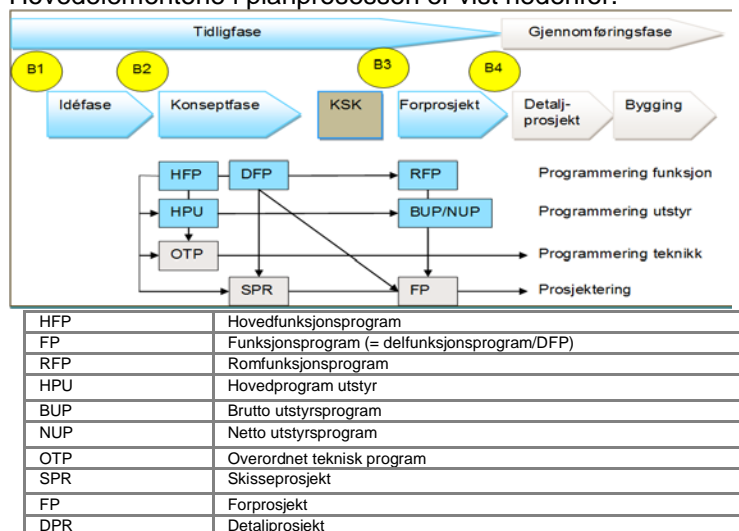 Hovedelementene i planprosessen er vist nedenfor:
Tidligfase
Gjennomføringsfase
B1
B2
B3
B4
Idéfase
Konseptfase
KSK
Forprosjekt
Detalj-
prosjekt
Bygging
HFP
DFP
RFP
Programmering funksjon
HPU
BUP/NUP
Programmering utstyr
OTP
Programmering teknikk
SPR
FP
Prosjektering
HFP Hovedfunksjonsprogram
FP Funksjonsprogram (= delfunksjonsprogram/DFP)
RFP Romfunksjonsprogram
HPU Hovedprogram utstyr
BUP Brutto utstyrsprogram
NUP Netto utstyrsprogram
OTP Overordnet teknisk program
SPR Skisseprosjekt
FP Forprosjekt
DPR Detaljprosjekt